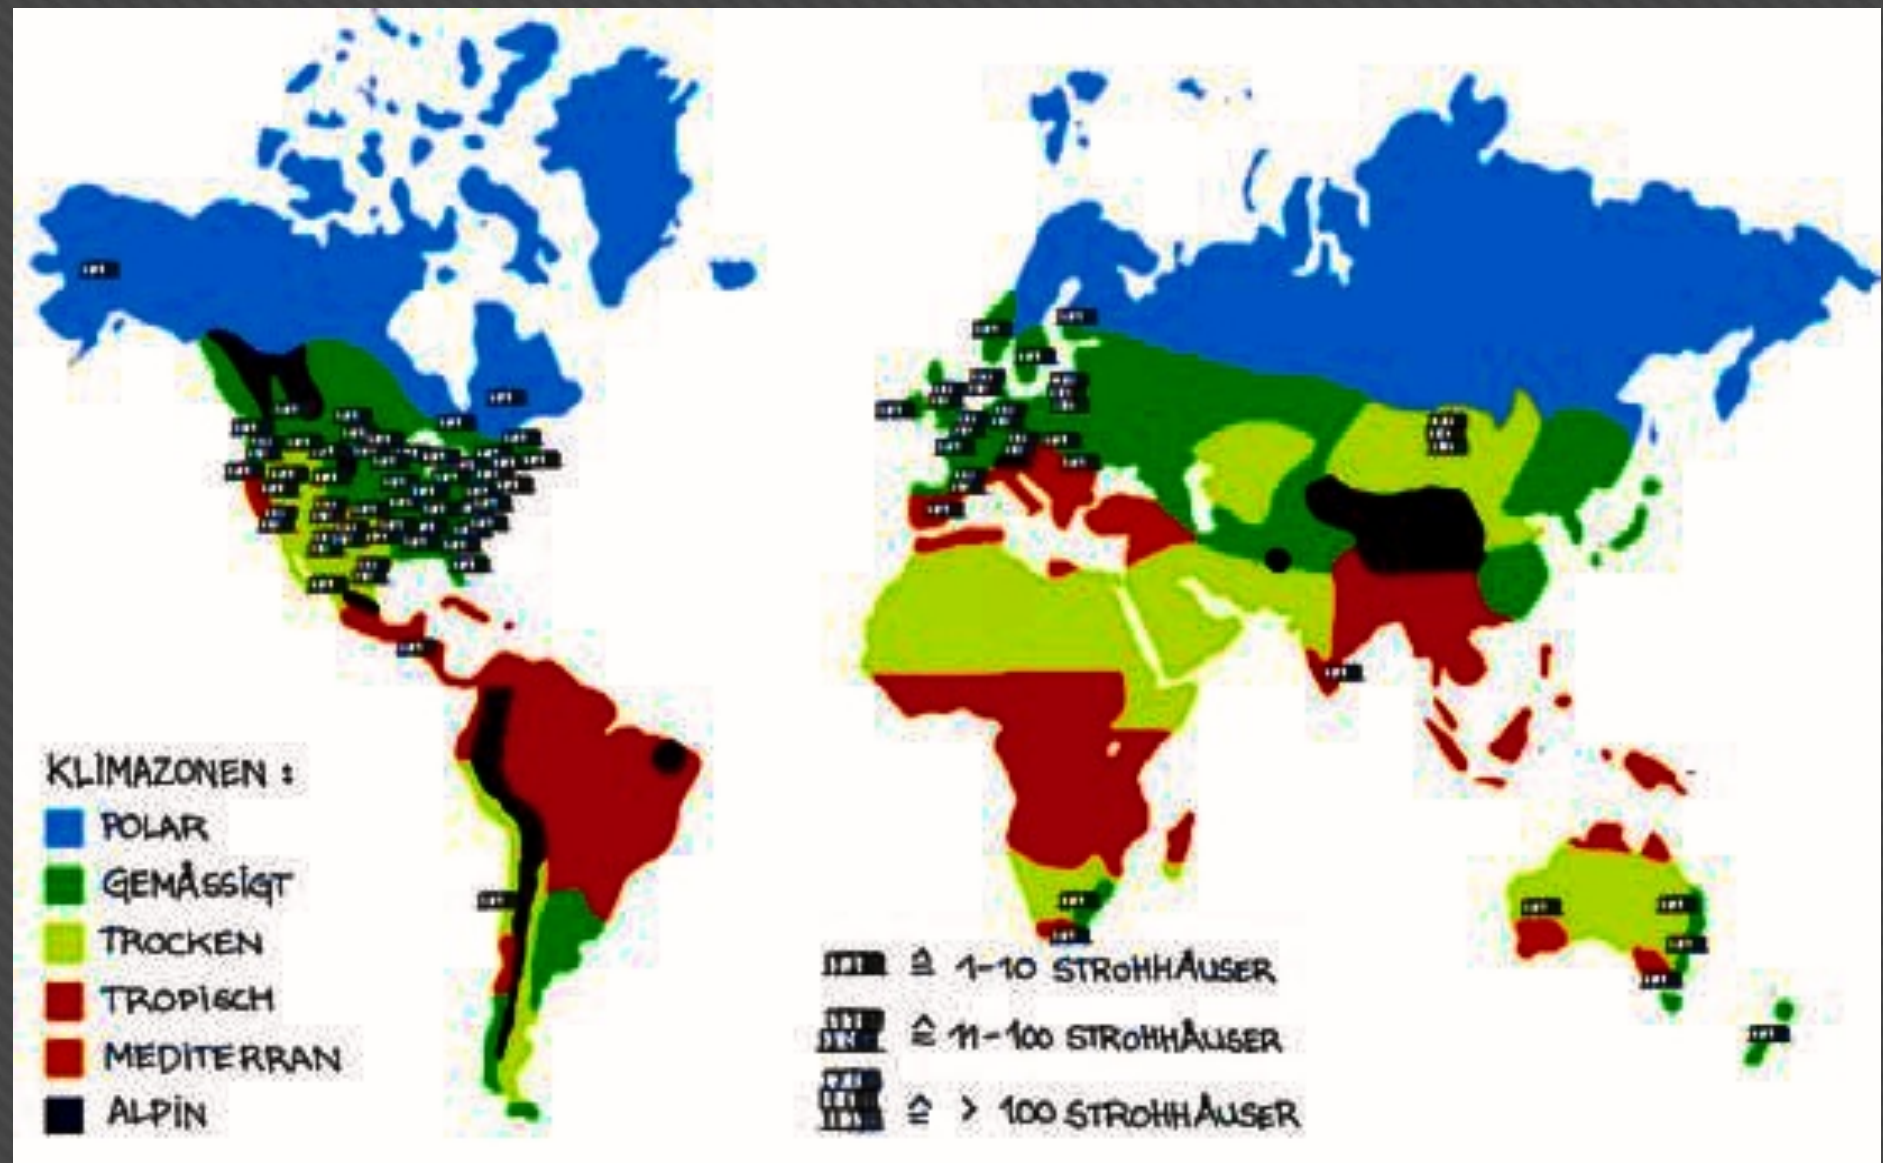 KLIMAZONEN :
POLAR
GEMÄSSIGT
TROCKEN
TROPISCH
MEDITERRAN
ALPIN
≙ 1-10 STROHHÄUSER
≙ 11-100 STROHHÄUSER
≙ > 100 STROHHÄUSER